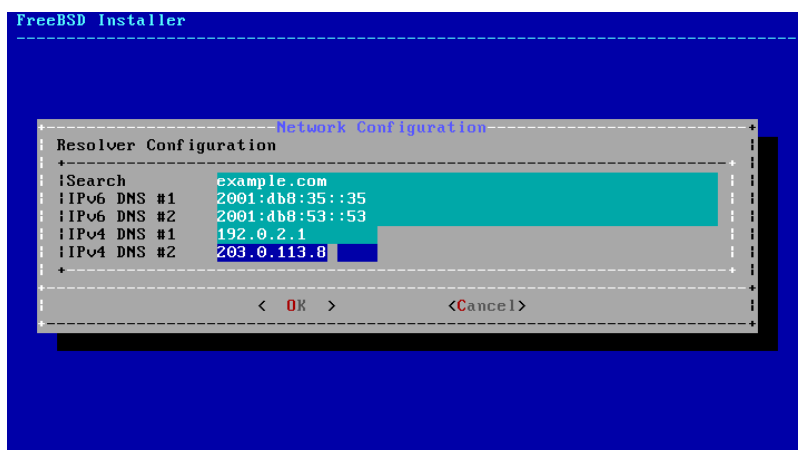 FreeBSD Installer
Network Configuration
Resolver Configuration
Search example.com
IPv6 DNS #1 2001:db8:35::35
IPv6 DNS #2 2001:db8:53::53
IPv4 DNS #1 192.0.2.1
IPv4 DNS #2 203.0.113.8
< OK > <Cancel>